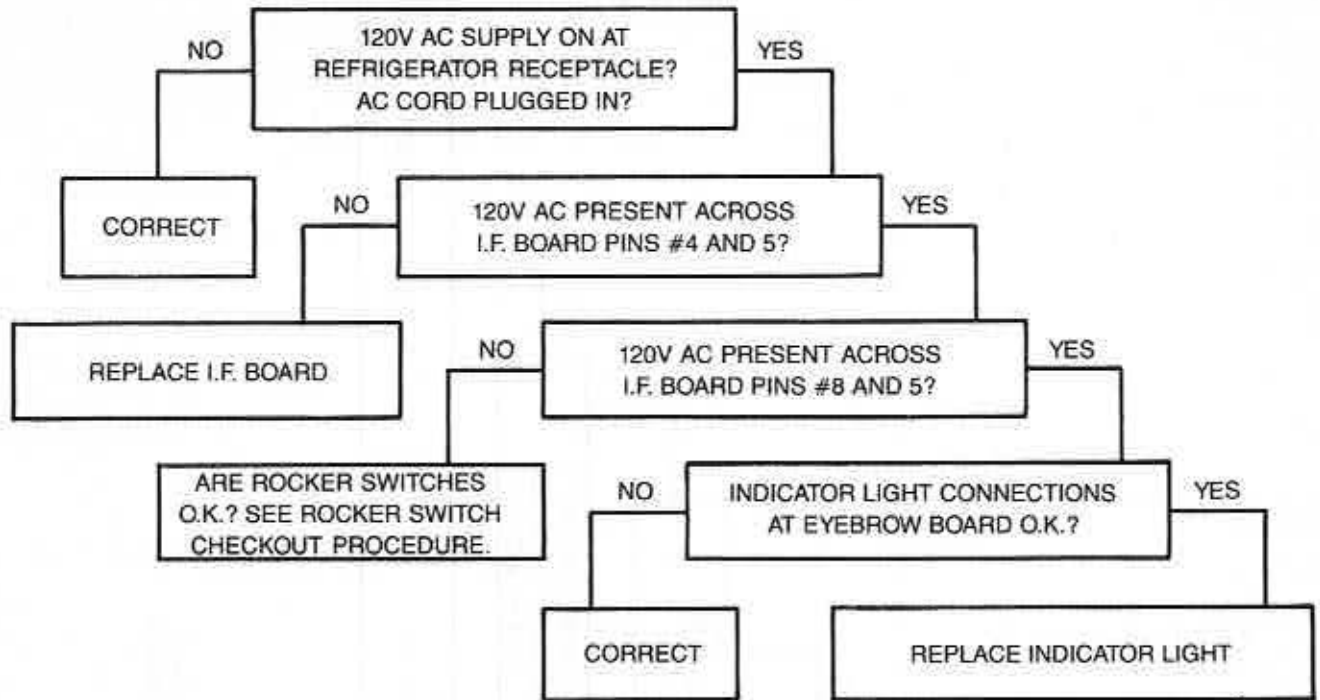 120V AC SUPPLY ON AT
REFRIGERATOR RECEPTACLE?
AC CORD PLUGGED IN?
NO
YES
CORRECT
120V AC PRESENT ACROSS
I.F. BOARD PINS #4 AND 5?
NO
YES
REPLACE I.F. BOARD
120V AC PRESENT ACROSS
I.F. BOARD PINS #8 AND 5?
NO
YES
ARE ROCKER SWITCHES
O.K.? SEE ROCKER SWITCH
CHECKOUT PROCEDURE.
INDICATOR LIGHT CONNECTIONS
AT EYEBROW BOARD O.K.?
NO
YES
CORRECT
REPLACE INDICATOR LIGHT